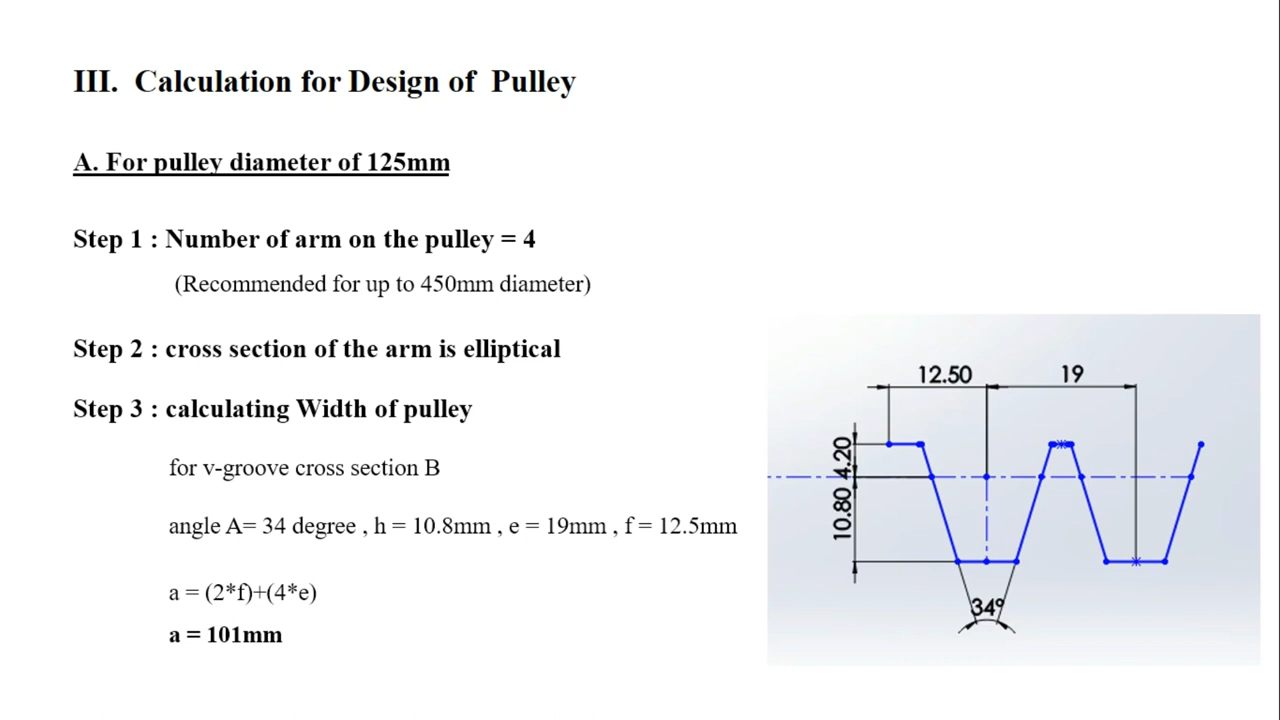 III. Calculation for Design of Pulley
A. For pulley diameter of 125mm
Step 1 : Number of arm on the pulley = 4
(Recommended for up to 450mm diameter)
Step 2 : cross section of the arm is elliptical
Step 3 : calculating Width of pulley
for v-groove cross section B
angle A= 34 degree , h = 10.8mm , e = 19mm , f = 12.5mm
a = (2*f)+(4*e)
a = 101mm
12.50
19
4.20
10.80
34°